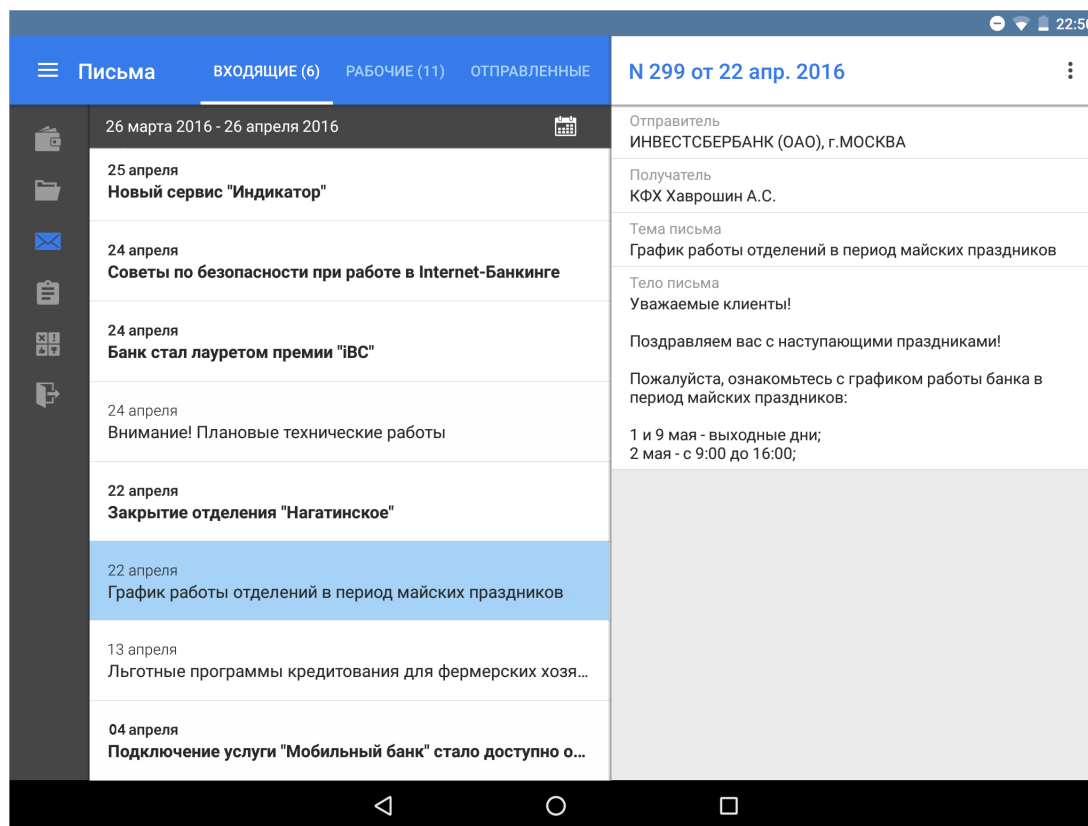 22:50
Письма
ВХОДЯЩИЕ (6)
РАБОЧИЕ (11)
ОТПРАВЛЕННЫЕ
26 марта 2016 - 26 апреля 2016
25 апреля
Новый сервис "Индикатор"
24 апреля
Советы по безопасности при работе в Internet-Банкинге
24 апреля
Банк стал лауретом премии "iBC"
24 апреля
Внимание! Плановые технические работы
22 апреля
Закрытие отделения "Нагатинское"
22 апреля
График работы отделений в период майских праздников
13 апреля
Льготные программы кредитования для фермерских хозя...
04 апреля
Подключение услуги "Мобильный банк" стало доступно о...
N 299 от 22 апр. 2016
Отправитель
ИНВЕСТСБЕРБАНК (ОАО), г.МОСКВА
Получатель
КФХ Хаврошин А.С.
Тема письма
График работы отделений в период майских праздников
Тело письма
Уважаемые клиенты!
Поздравляем вас с наступающими праздниками!
Пожалуйста, ознакомьтесь с графиком работы банка в
период майских праздников:
1 и 9 мая - выходные дни;
2 мая - с 9:00 до 16:00;